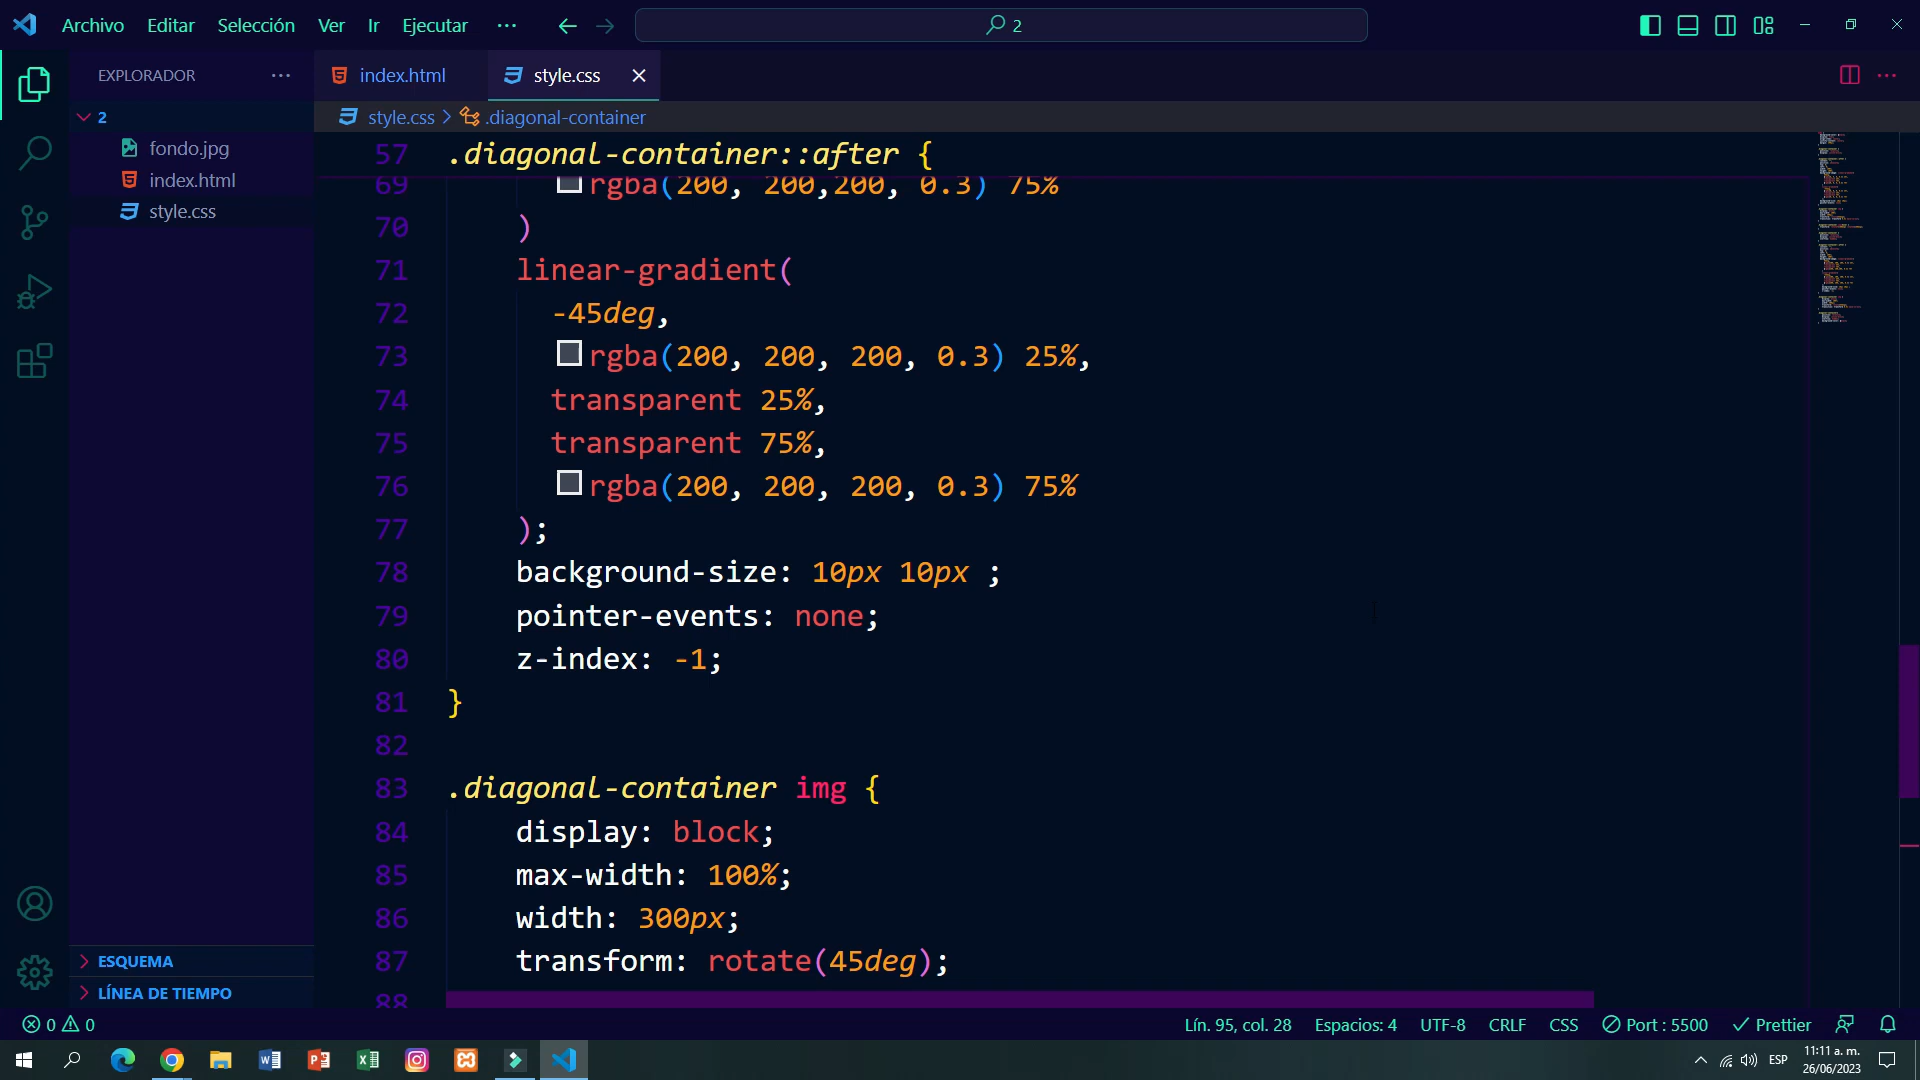 Archivo Editar Selección Ver Ir Ejecutar ··· 2
EXPLORADOR ···
index.html style.css
2
style.css > .diagonal-container
fondo.jpg
index.html
style.css
57 .diagonal-container::after {
69 rgba(200, 200,200, 0.3) 75%
70 )
71 linear-gradient(
72 -45deg,
73 rgba(200, 200, 200, 0.3) 25%,
74 transparent 25%,
75 transparent 75%,
76 rgba(200, 200, 200, 0.3) 75%
77 );
78 background-size: 10px 10px ;
79 pointer-events: none;
80 z-index: -1;
81 }
82
83 .diagonal-container img {
84 display: block;
85 max-width: 100%;
86 width: 300px;
87 transform: rotate(45deg);
88
ESQUEMA
LÍNEA DE TIEMPO
0 0 Lín. 95, col. 28 Espacios: 4 UTF-8 CRLF CSS Port : 5500 Prettier
ESP 11:11 a. m.
26/06/2023